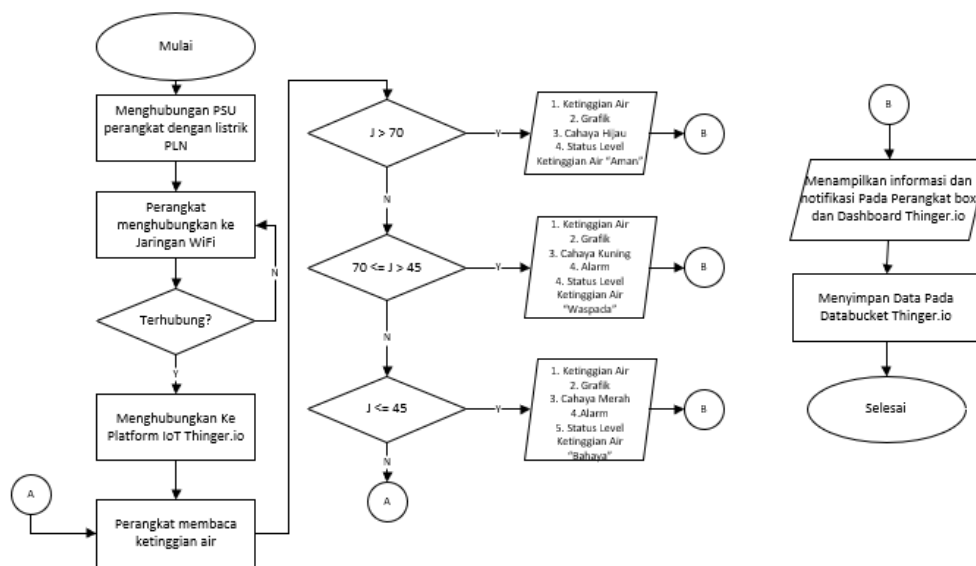 Mulai
Menghubungan PSU
perangkat dengan listrik
PLN
Perangkat
menghubungkan ke
Jaringan WiFi
N
Terhubung?
Y
Menghubungkan Ke
Platform IoT Thinger.io
A
Perangkat membaca
ketinggian air
J > 70
Y
N
1. Ketinggian Air
2. Grafik
3. Cahaya Hijau
4. Status Level
Ketinggian Air "Aman"
B
70 <= J > 45
Y
N
1. Ketinggian Air
2. Grafik
3. Cahaya Kuning
4. Alarm
4. Status Level
Ketinggian Air
"Waspada"
B
J <= 45
Y
N
1. Ketinggian Air
2. Grafik
3. Cahaya Merah
4.Alarm
5. Status Level
Ketinggian Air
"Bahaya"
B
A
B
Menampilkan informasi dan
notifikasi Pada Perangkat box
dan Dashboard Thinger.io
Menyimpan Data Pada
Databucket Thinger.io
Selesai